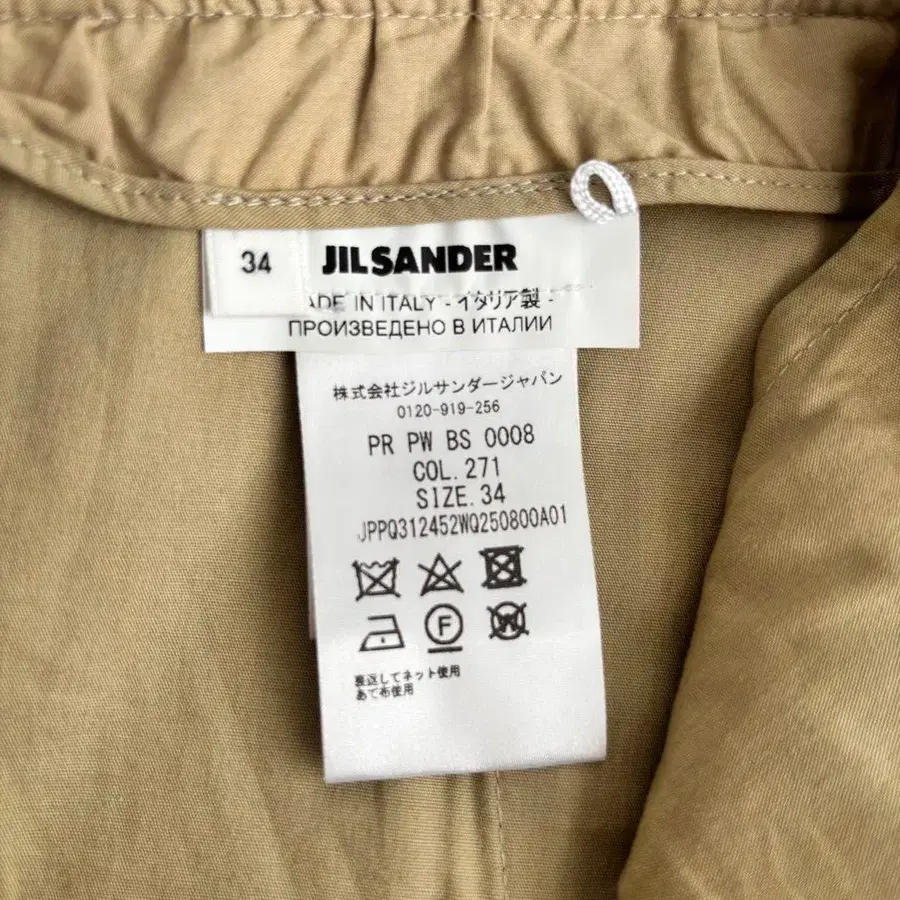 34
JIL SANDER
ADE IN ITALY - イタリア製 -
ПРОИЗВЕДЕНО В ИТАЛИИ
株式会社ジルサンダージャパン
0120-919-256
PR PW BS 0008
COL.271
SIZE.34
JPPQ312452WQ250800A01
F
W
裏返してネット使用
あて布使用